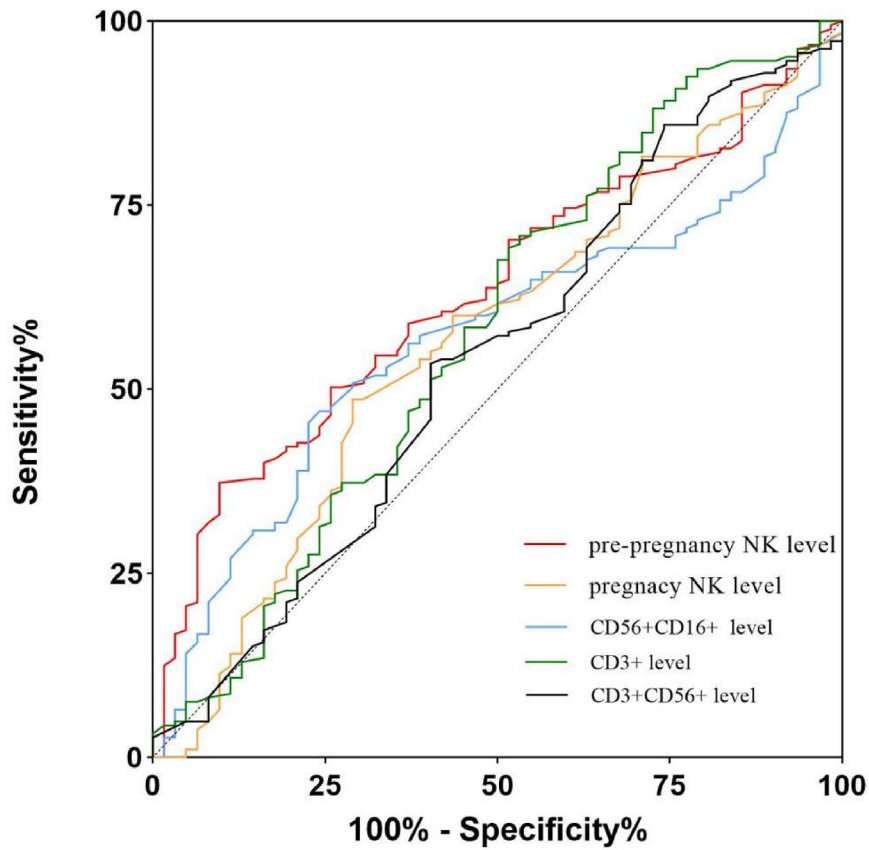 100
75
50
25
0
Sensitivity%
pre-pregnancy NK level
pregnacy NK level
CD56+CD16+ level
CD3+ level
CD3+CD56+ level
0 25 50 75 100
100% - Specificity%